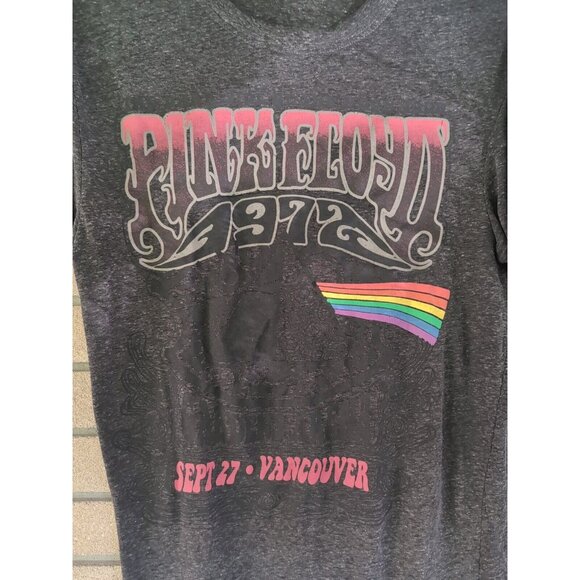 PINK FLOYD
1972
SEPT 27 • VANCOUVER